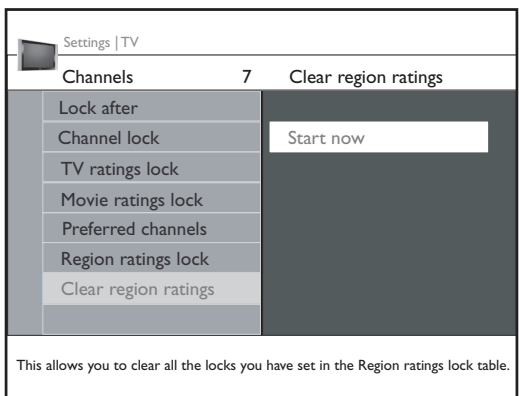 Settings | TV
Channels 7 Clear region ratings
Lock after
Channel lock
Start now
TV ratings lock
Movie ratings lock
Preferred channels
Region ratings lock
Clear region ratings
This allows you to clear all the locks you have set in the Region ratings lock table.